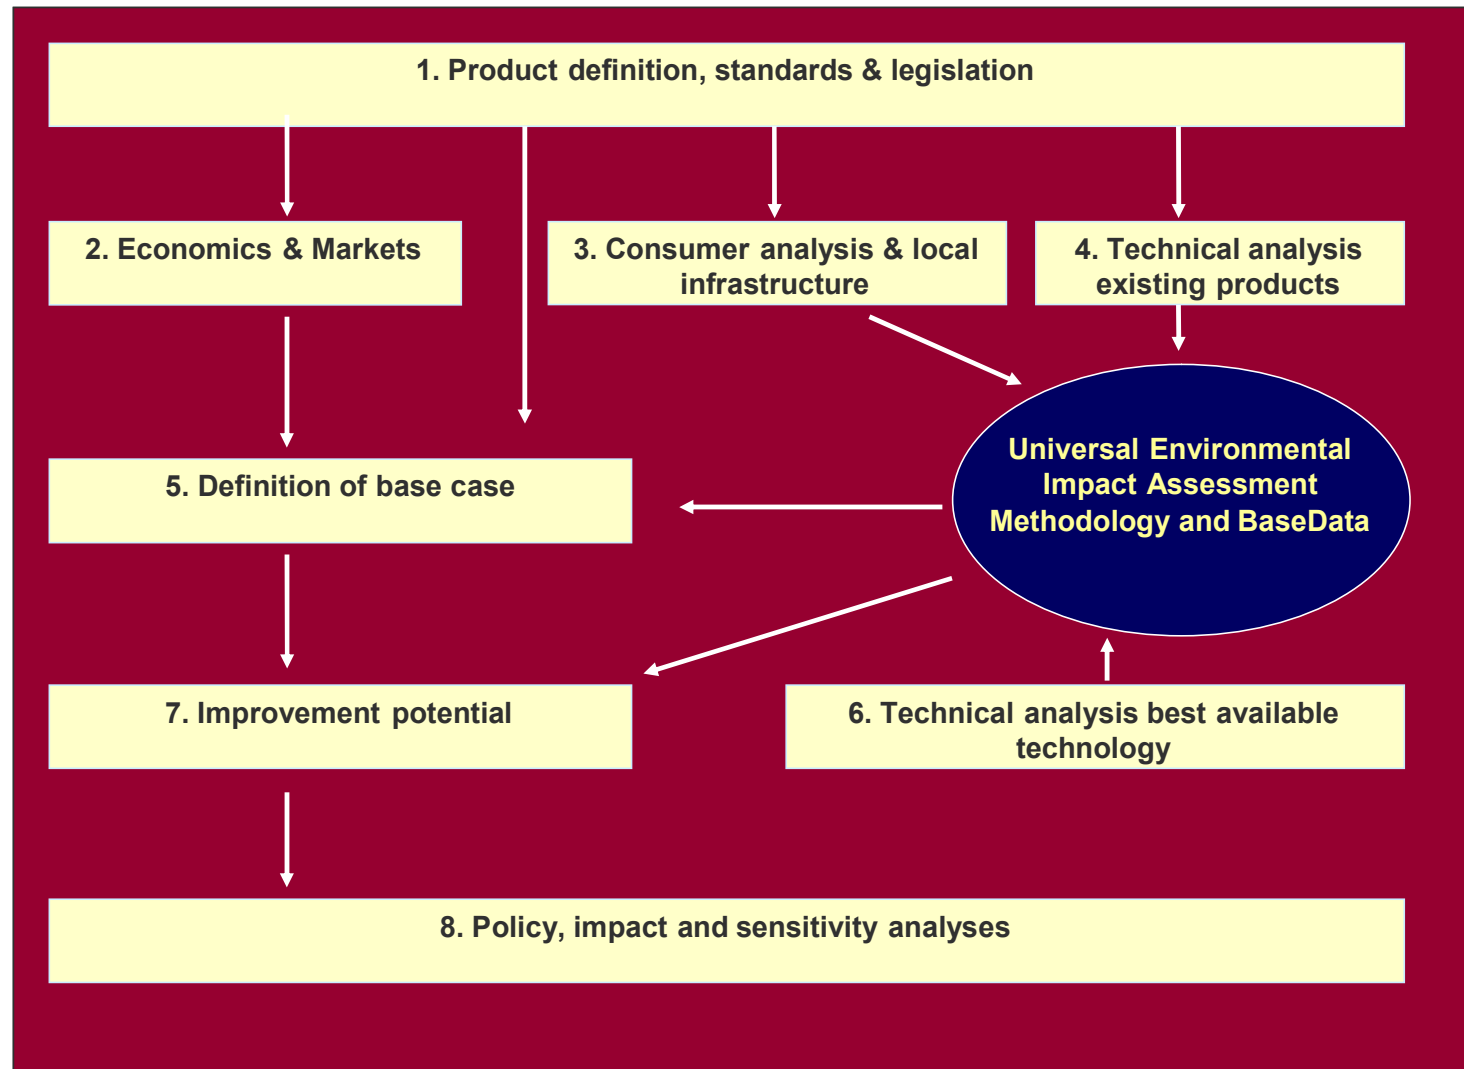 1. Product definition, standards & legislation
2. Economics & Markets
3. Consumer analysis & local
infrastructure
4. Technical analysis
existing products
Universal Environmental
Impact Assessment
Methodology and BaseData
5. Definition of base case
7. Improvement potential
6. Technical analysis best available
technology
8. Policy, impact and sensitivity analyses